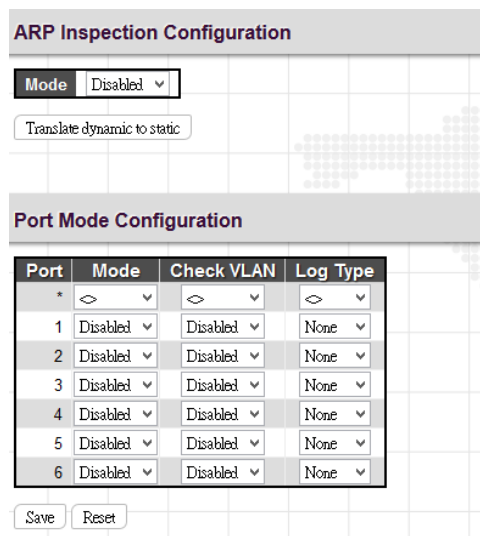 ARP Inspection Configuration
Mode Disabled
Translate dynamic to static
Port Mode Configuration
Port Mode Check VLAN Log Type
* <> <> <>
1 Disabled Disabled None
2 Disabled Disabled None
3 Disabled Disabled None
4 Disabled Disabled None
5 Disabled Disabled None
6 Disabled Disabled None
Save Reset